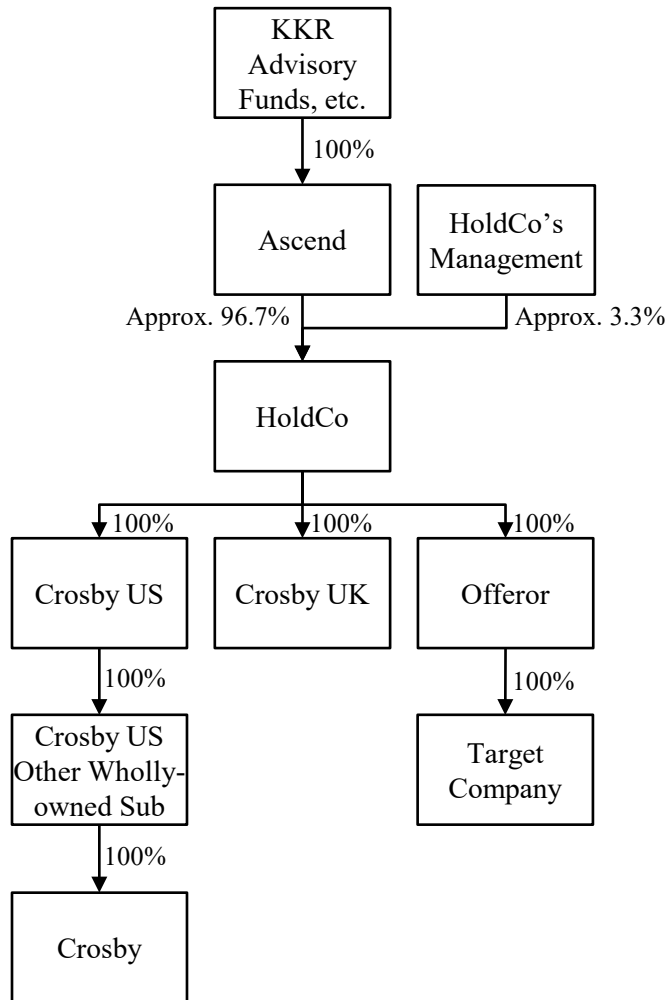 KKR
Advisory
Funds, etc.
100%
Ascend
HoldCo’s
Management
Approx. 96.7%
Approx. 3.3%
HoldCo
100%
100%
100%
Crosby US
Crosby UK
Offeror
100%
100%
Crosby US
Other Wholly-
owned Sub
Target
Company
100%
Crosby